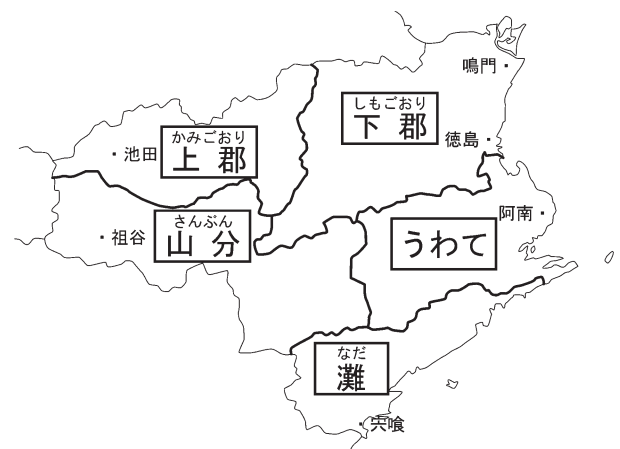 鳴門
しもごおり
下 郡
徳島
かみごおり
上 郡
池田
さんぶん
山 分
祖谷
阿南
うわて
なだ
灘
宍喰